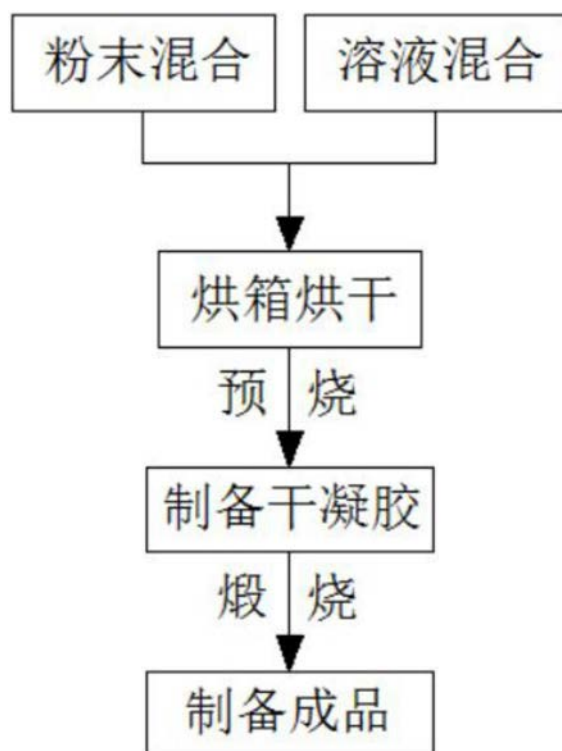 粉末混合
溶液混合
烘箱烘干
预烧
制备干凝胶
煅烧
制备成品